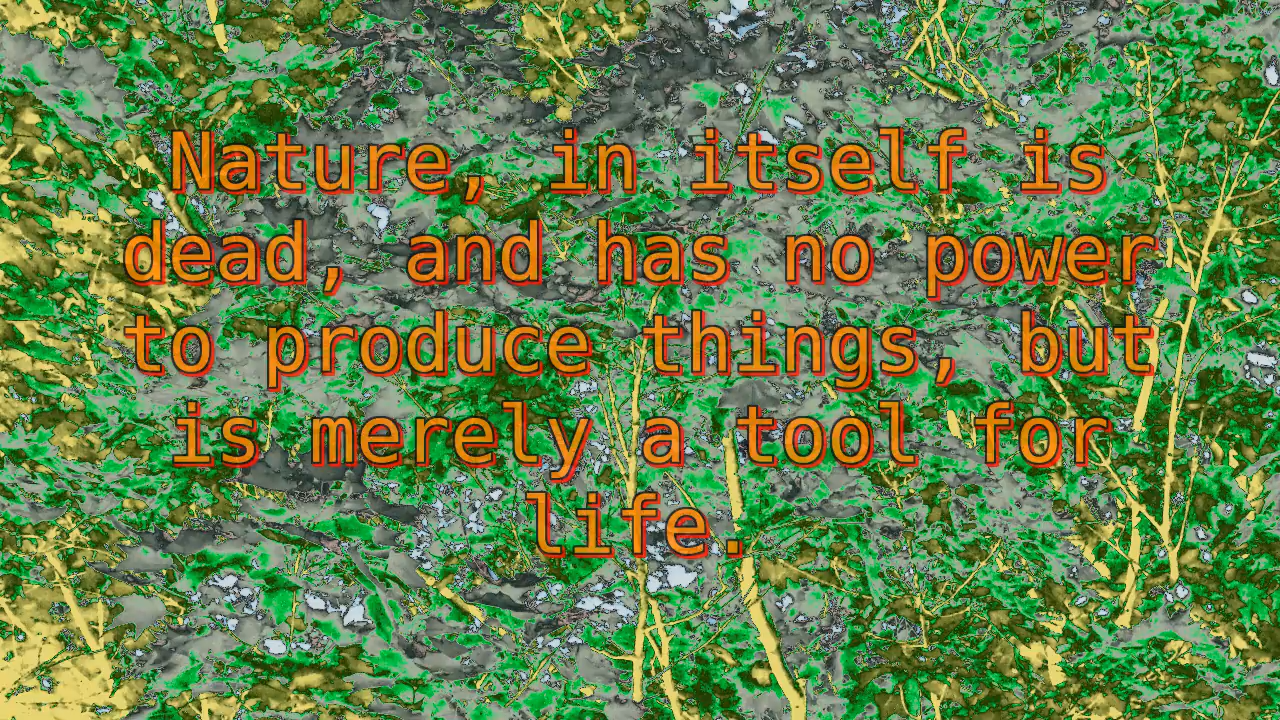 Nature, in itself is
dead, and has no power
to produce things, but
is merely a tool for
life.